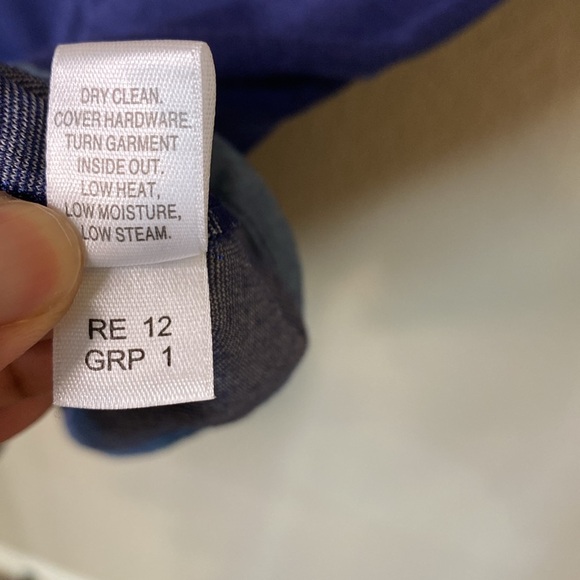 DRY CLEAN.
COVER HARDWARE.
TURN GARMENT
INSIDE OUT.
LOW HEAT,
LOW MOISTURE,
LOW STEAM.
RE 12
GRP 1